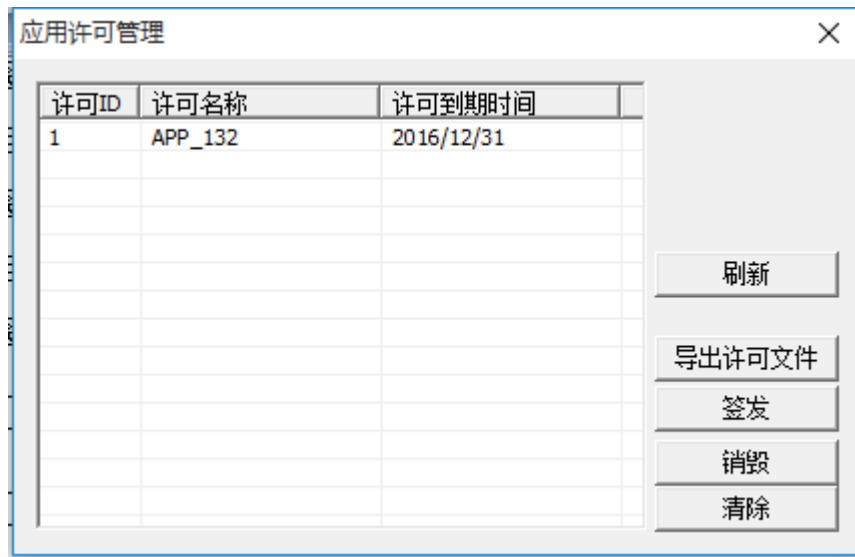 应用许可管理
许可ID 许可名称 许可到期时间
1 APP_132 2016/12/31
刷新
导出许可文件
签发
销毁
清除